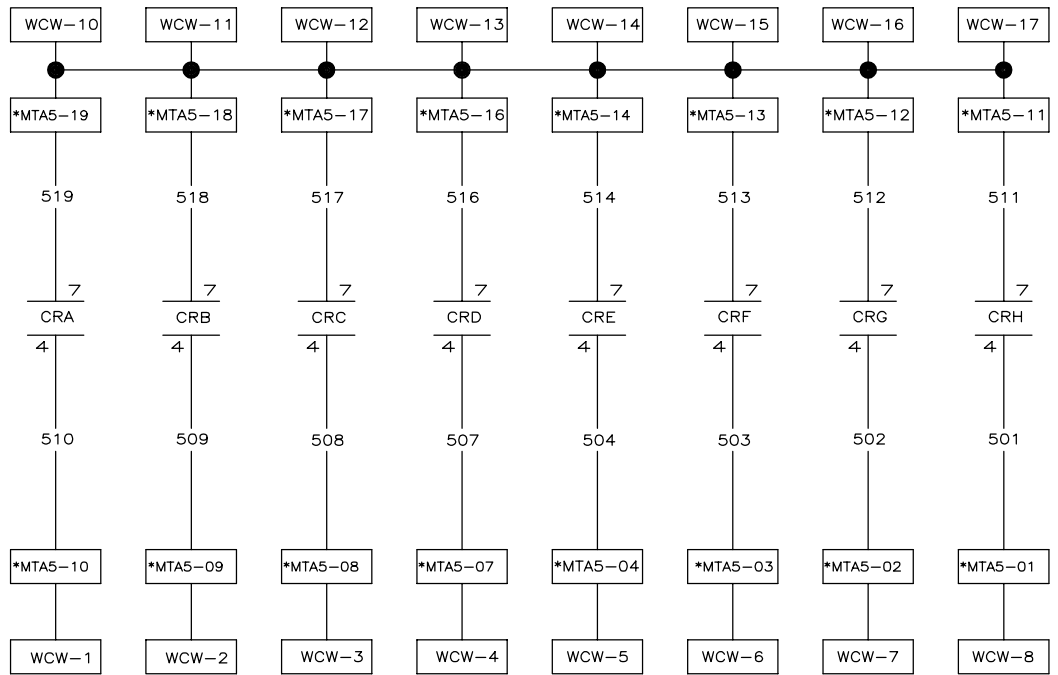 WCW-10 WCW-11 WCW-12 WCW-13 WCW-14 WCW-15 WCW-16 WCW-17
*MTA5-19 *MTA5-18 *MTA5-17 *MTA5-16 *MTA5-14 *MTA5-13 *MTA5-12 *MTA5-11
519 518 517 516 514 513 512 511
7 7 7 7 7 7 7 7
CRA CRB CRC CRD CRE CRF CRG CRH
4 4 4 4 4 4 4 4
510 509 508 507 504 503 502 501
*MTA5-10 *MTA5-09 *MTA5-08 *MTA5-07 *MTA5-04 *MTA5-03 *MTA5-02 *MTA5-01
WCW-1 WCW-2 WCW-3 WCW-4 WCW-5 WCW-6 WCW-7 WCW-8